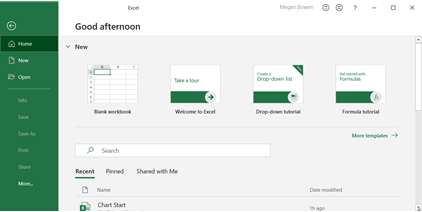 Excel
Megan Bowen
?
Good afternoon
Home
New
Open
Info
Save
Save As
Print
Share
More...
New
Blank workbook
Take a tour
Welcome to Excel
Create a
Drop-down list
Drop-down tutorial
Get started with
Formulas
fx
Formula tutorial
More templates
Search
Recent
Pinned
Shared with Me
Name
Date modified
Chart Start
1h ago